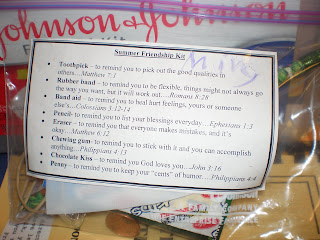 Johnson & Johnson
Summer Friendship Kit
• Toothpick – to remind you to pick out the good qualities in
others…Matthew 7:1
• Rubber band – to remind you to be flexible, things might not always go
the way you want, but it will work out….Romans 8:28
• Band aid – to remind you to heal hurt feelings, yours or someone
else's…Colossians 3:12-14
• Pencil- to remind you to list your blessings everyday…Ephesians 1:3
• Eraser – to remind you that everyone makes mistakes, and it's
okay…Matthew 6:12
• Chewing gum- to remind you to stick with it and you can accomplish
anything…Philippians 4:13
• Chocolate Kiss – to remind you God loves you…John 3:16
• Penny – to remind you to keep your "cents" of humor…Philippians 4:4